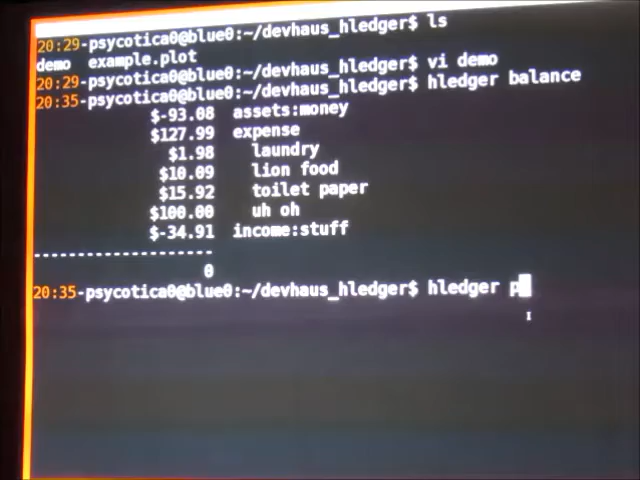 20:29-psycotica0@blue0:~/devhaus_hledger$ ls
demo example.plot
20:29-psycotica0@blue0:~/devhaus_hledger$ vi demo
20:35-psycotica0@blue0:~/devhaus_hledger$ hledger balance
$-93.08 assets:money
$127.99 expense
$1.98 laundry
$10.09 lion food
$15.92 toilet paper
$100.00 uh oh
$-34.91 income:stuff
--------------------
0
20:35-psycotica0@blue0:~/devhaus_hledger$ hledger p